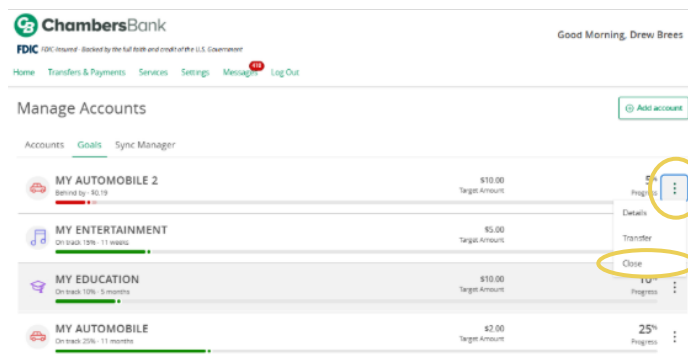 ChambersBank
FDIC FDIC-Insured - Backed by the full faith and credit of the U.S. Government
Good Morning, Drew Brees
Home Transfers & Payments Services Settings Messages 418 Log Out
Manage Accounts
Add account
Accounts Goals Sync Manager
MY AUTOMOBILE 2
Behind by - $0.19
$10.00
Target Amount
5%
Progress
Details
Transfer
Close
MY ENTERTAINMENT
On track 15% - 11 weeks
$5.00
Target Amount
MY EDUCATION
On track 10% - 5 months
$10.00
Target Amount
10%
Progress
MY AUTOMOBILE
On track 25% - 11 months
$2.00
Target Amount
25%
Progress